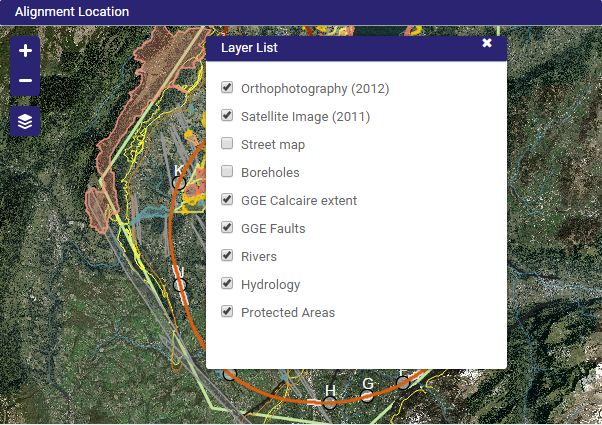 Alignment Location
Layer List
Orthophotography (2012)
Satellite Image (2011)
Street map
Boreholes
GGE Calcaire extent
GGE Faults
Rivers
Hydrology
Protected Areas
K
J
H
G
F